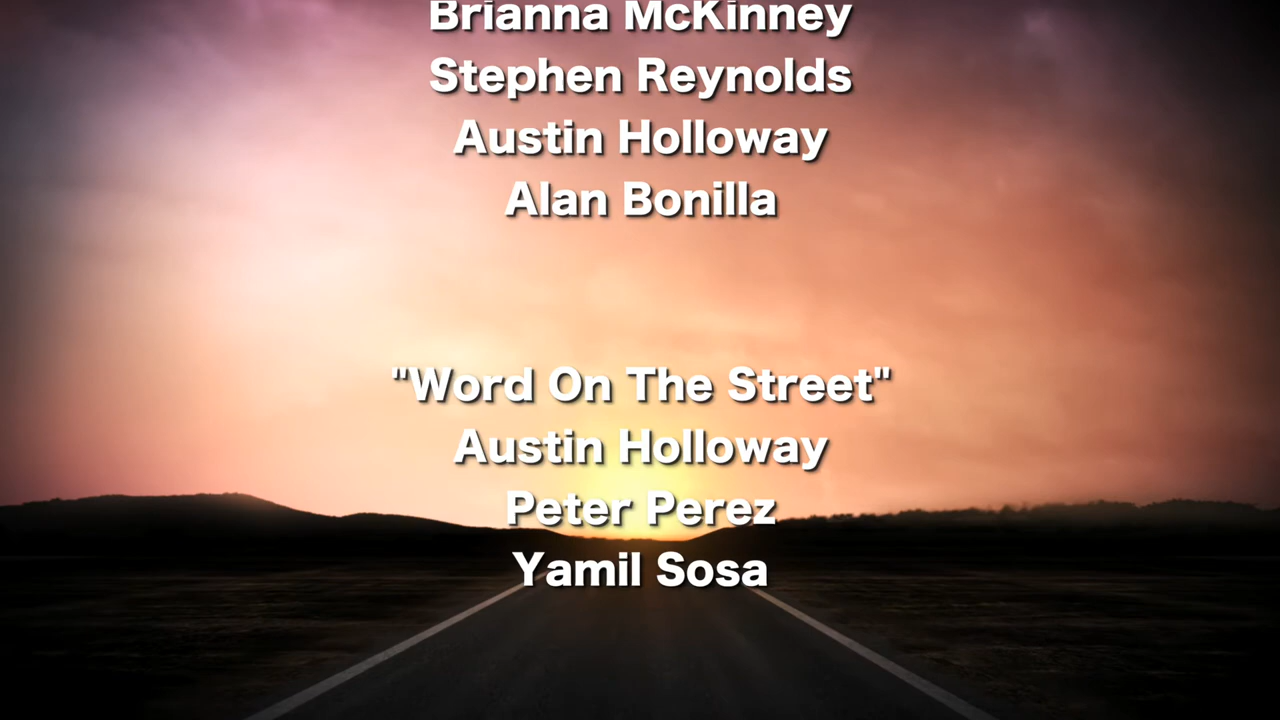 Brianna McKinney
Stephen Reynolds
Austin Holloway
Alan Bonilla
"Word On The Street"
Austin Holloway
Peter Perez
Yamil Sosa